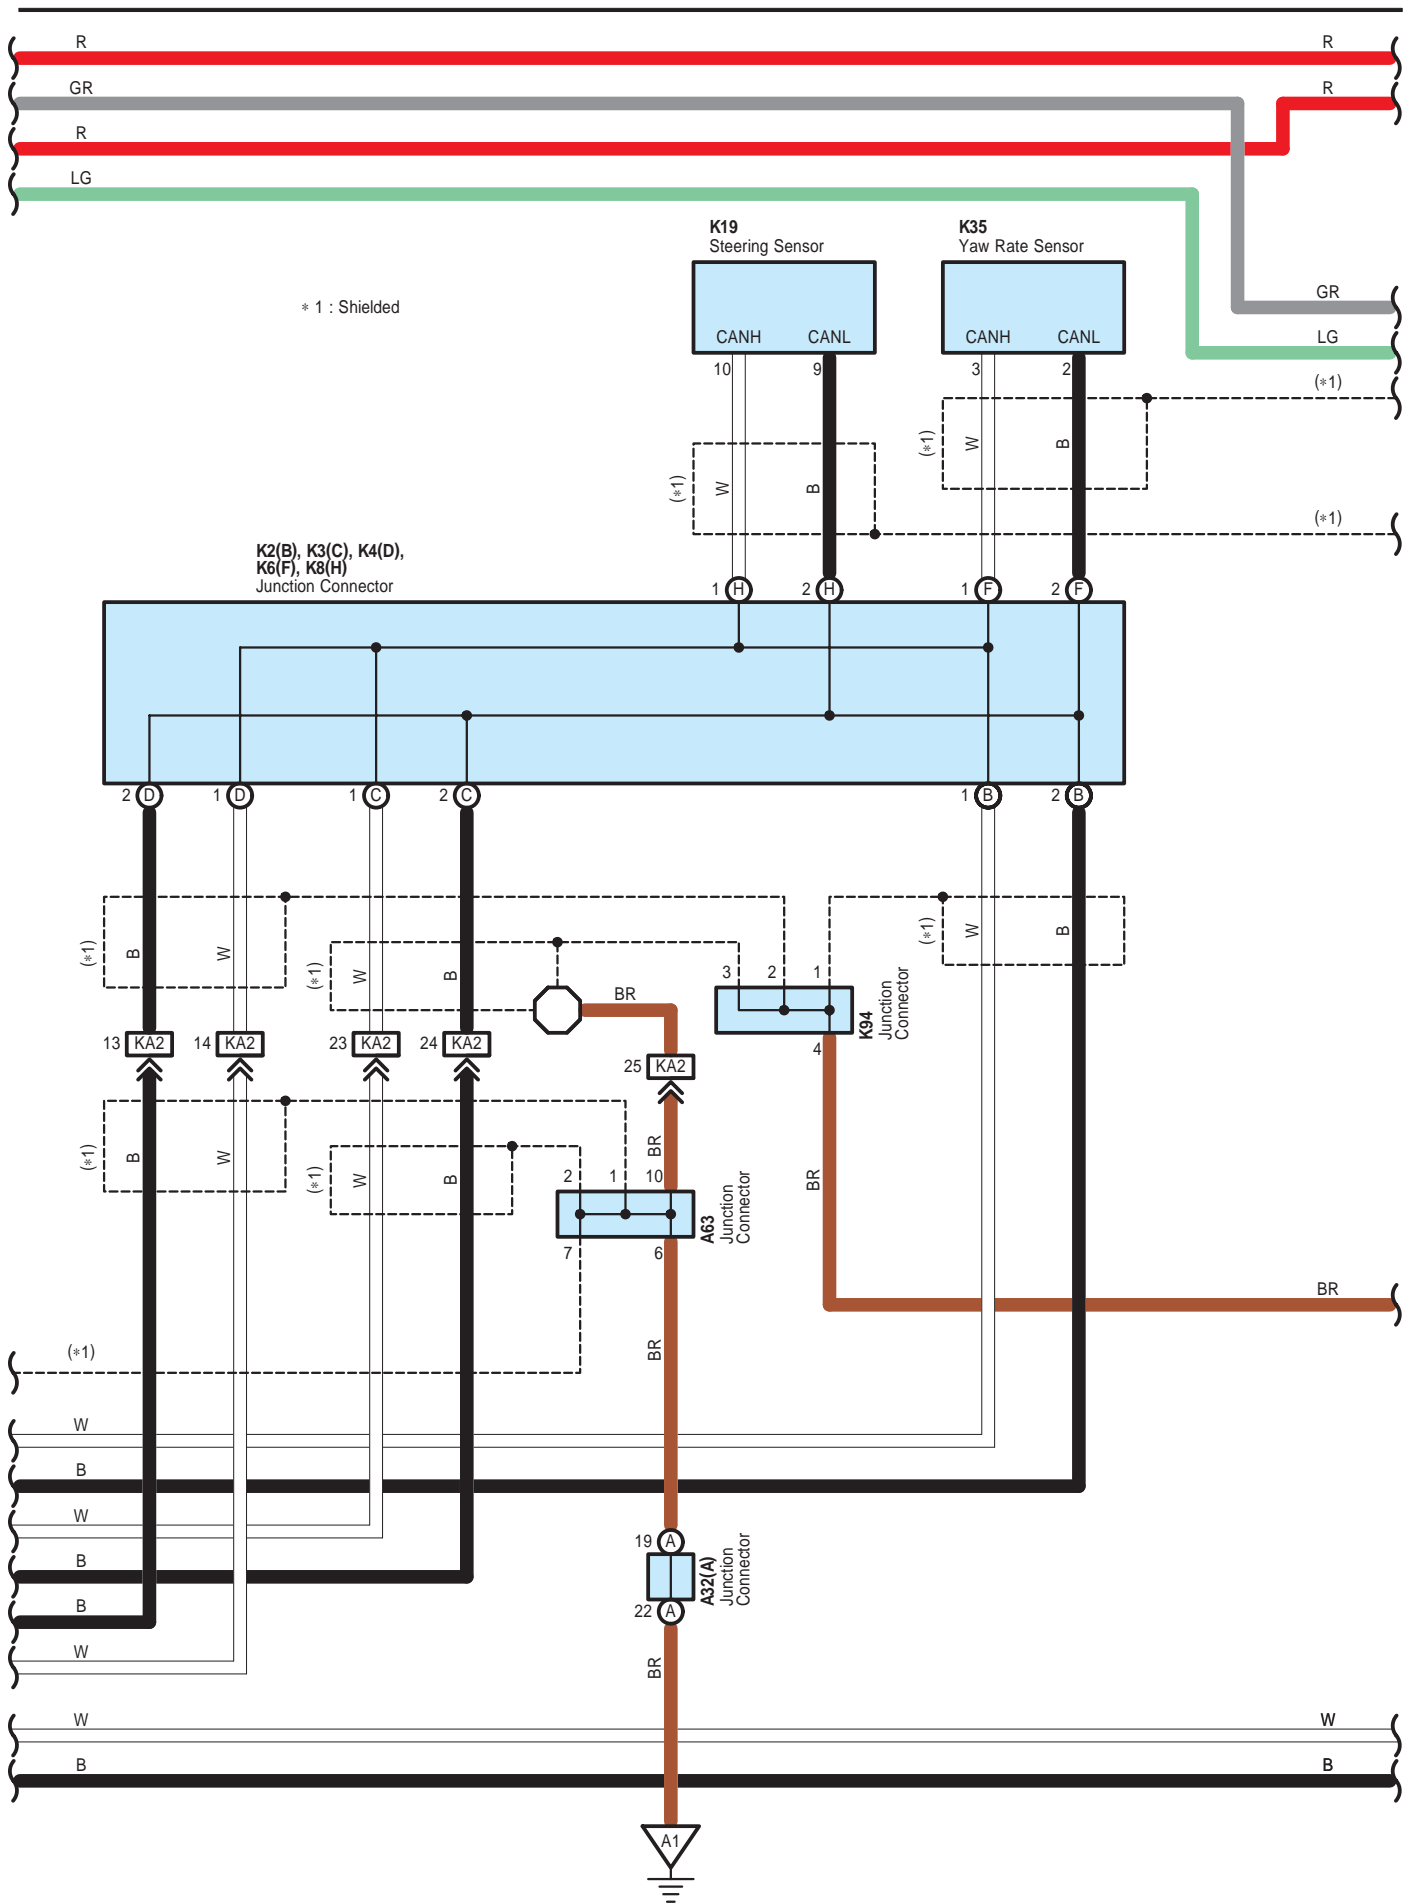 R R
GR R
R
LG
K19 K35
Steering Sensor Yaw Rate Sensor
GR
∗ 1 : Shielded
CANH CANL CANH CANL LG
10 9 3 2
(∗1)
(∗1) W B
(∗1) W B
(∗1)
K2(B), K3(C), K4(D),
K6(F), K8(H)
Junction Connector
1 H 2 H 1 F 2 F
2 D 1 D 1 C 2 C 1 B 2 B
(∗1) B W
(∗1) W B
(∗1) W B
3 2 1
BR
K94
Junction
Connector
4
13 KA2 14 KA2 23 KA2 24 KA2
25 KA2
(∗1) B W
(∗1) W B
BR
BR
2 1 10
A63
Junction
Connector
7 6
BR
(∗1)
BR
W
B
W
19 A
B
A32(A)
Junction
Connector
B
22 A
W
BR
W W
B B
A1